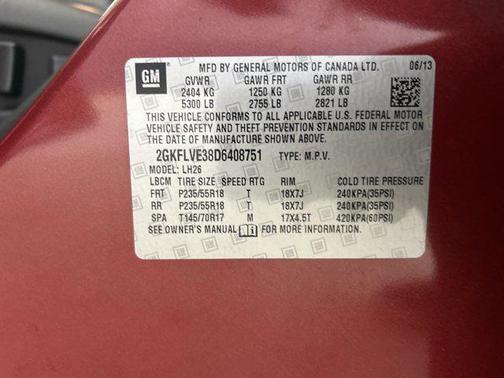 GM
MFD BY GENERAL MOTORS OF CANADA LTD. 06/13
GVWR GAWR FRT GAWR RR
2404 KG 1250 KG 1280 KG
5300 LB 2755 LB 2821 LB
THIS VEHICLE CONFORMS TO ALL APPLICABLE U.S. FEDERAL MOTOR
VEHICLE SAFETY AND THEFT PREVENTION STANDARDS IN EFFECT ON
THE DATE OF MANUFACTURE SHOWN ABOVE.
2GKFLVE38D6408751 TYPE: M.P.V.
MODEL: LH26
LBCM TIRE SIZE SPEED RTG RIM COLD TIRE PRESSURE
FRT P235/55R18 T 18X7J 240KPA(35PSI)
RR P235/55R18 T 18X7J 240KPA(35PSI)
SPA T145/70R17 M 17X4.5T 420KPA(60PSI)
SEE OWNER'S MANUAL FOR MORE INFORMATION.